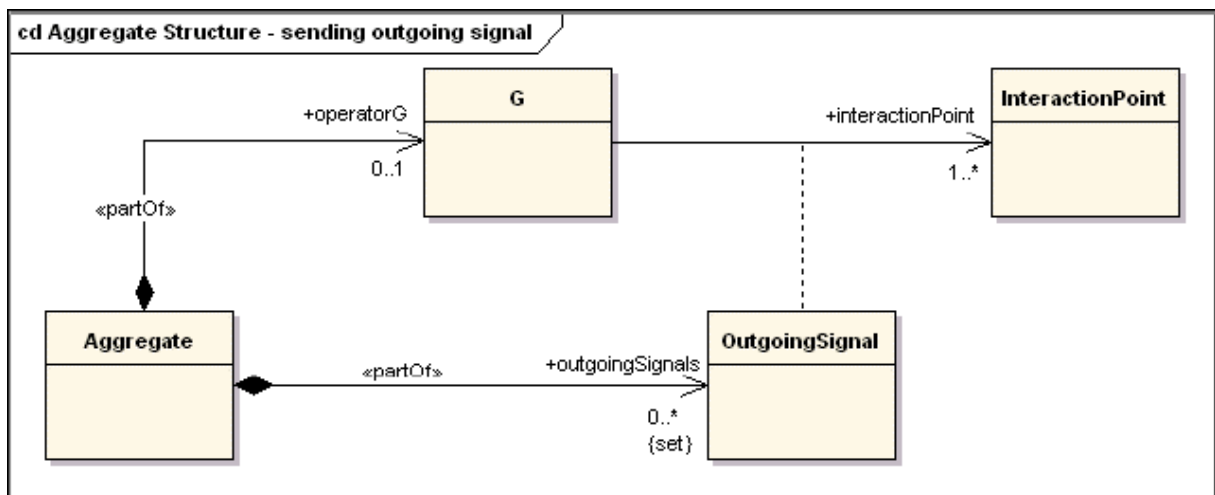 cd Aggregate Structure - sending outgoing signal
G
InteractionPoint
+operatorG
+interactionPoint
0..1
1..*
«partOf»
Aggregate
OutgoingSignal
«partOf»
+outgoingSignals
0..*
{set}